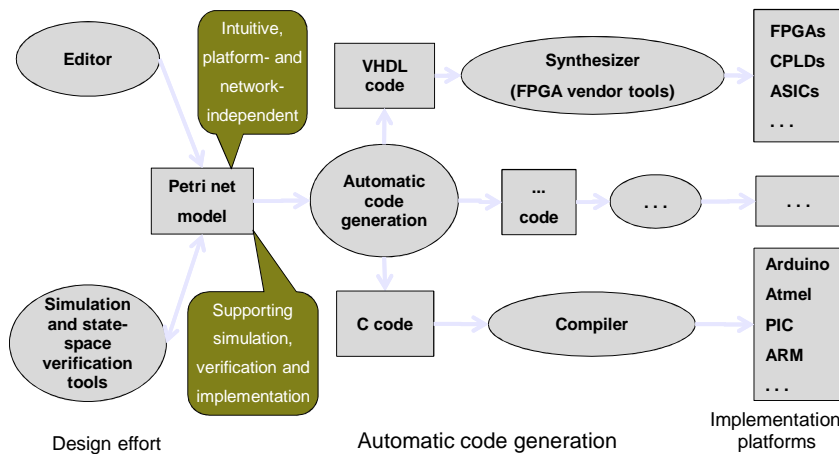 Editor
Intuitive,
platform- and
network-
independent
VHDL
code
Synthesizer
(FPGA vendor tools)
FPGAs
CPLDs
ASICs
. . .
Petri net
model
Automatic
code
generation
...
code
. . .
. . .
Simulation
and state-
space
verification
tools
Supporting
simulation,
verification and
implementation
C code
Compiler
Arduino
Atmel
PIC
ARM
. . .
Design effort
Automatic code generation
Implementation
platforms